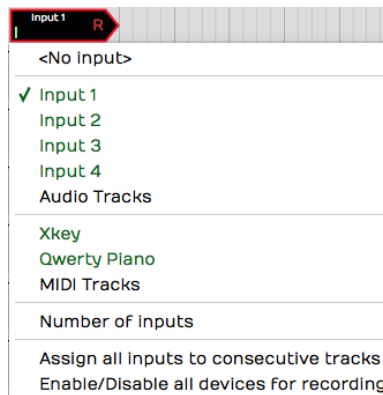 Input 1 R
<No input>
✓ Input 1
Input 2
Input 3
Input 4
Audio Tracks
Xkey
Qwerty Piano
MIDI Tracks
Number of inputs
Assign all inputs to consecutive tracks
Enable/Disable all devices for recording